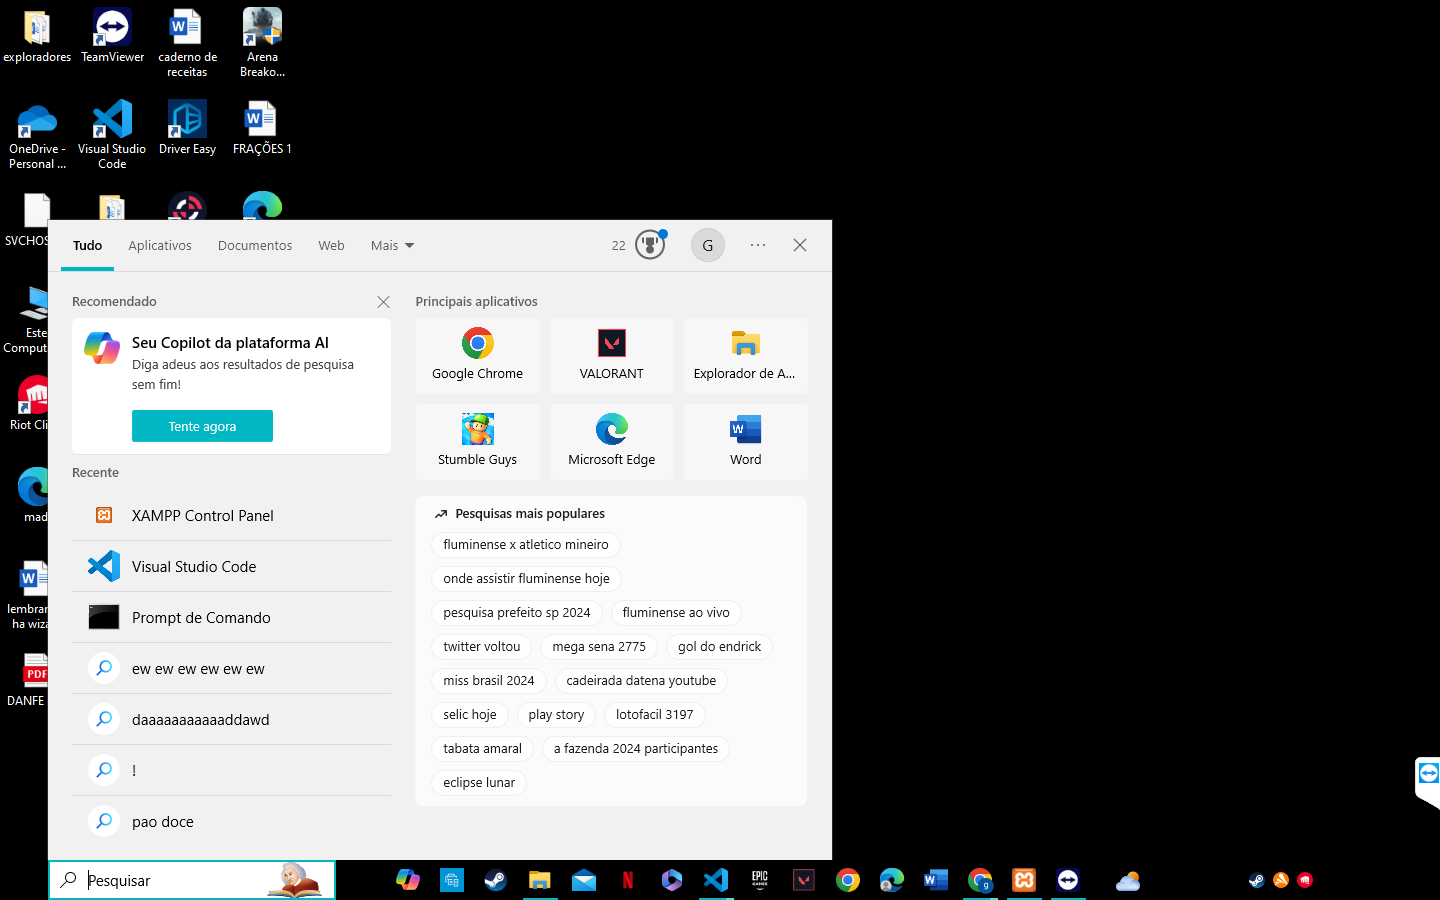 exploradores
TeamViewer
caderno de
receitas
Arena
Breako...
OneDrive -
Personal ...
Visual Studio
Code
Driver Easy
FRAÇÕES 1
SVCHOS
Este
Computa
Riot Cli
mad
lembran
ha wiza
PDF
DANFE
Tudo
Aplicativos
Documentos
Web
Mais
22
G
Recomendado
Seu Copilot da plataforma AI
Diga adeus aos resultados de pesquisa
sem fim!
Tente agora
Recente
XAMPP Control Panel
Visual Studio Code
Prompt de Comando
ew ew ew ew ew ew
daaaaaaaaaaaddawd
!
pao doce
Principais aplicativos
Google Chrome
VALORANT
Explorador de A...
Stumble Guys
Microsoft Edge
Word
Pesquisas mais populares
fluminense x atletico mineiro
onde assistir fluminense hoje
pesquisa prefeito sp 2024
fluminense ao vivo
twitter voltou
mega sena 2775
gol do endrick
miss brasil 2024
cadeirada datena youtube
selic hoje
play story
lotofacil 3197
tabata amaral
a fazenda 2024 participantes
eclipse lunar
Pesquisar
EPIC
GAMES